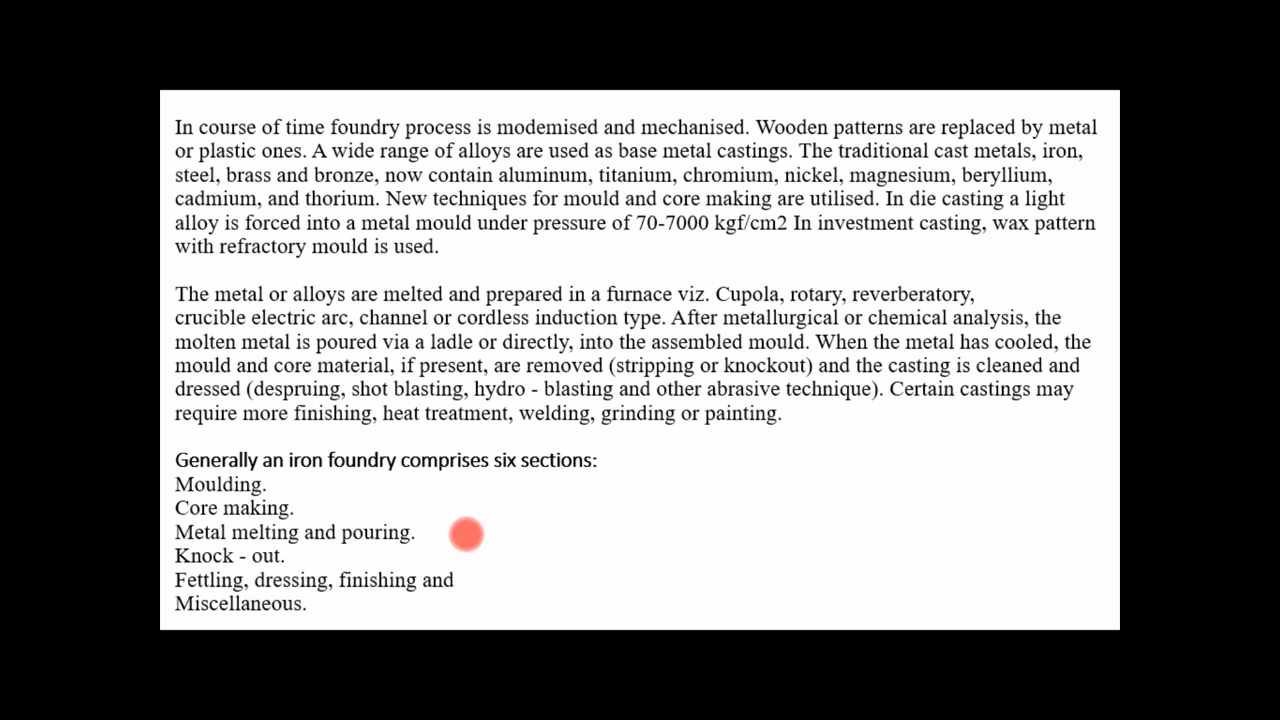 In course of time foundry process is modemised and mechanised. Wooden patterns are replaced by metal
or plastic ones. A wide range of alloys are used as base metal castings. The traditional cast metals, iron,
steel, brass and bronze, now contain aluminum, titanium, chromium, nickel, magnesium, beryllium,
cadmium, and thorium. New techniques for mould and core making are utilised. In die casting a light
alloy is forced into a metal mould under pressure of 70-7000 kgf/cm2 In investment casting, wax pattern
with refractory mould is used.
The metal or alloys are melted and prepared in a furnace viz. Cupola, rotary, reverberatory,
crucible electric arc, channel or cordless induction type. After metallurgical or chemical analysis, the
molten metal is poured via a ladle or directly, into the assembled mould. When the metal has cooled, the
mould and core material, if present, are removed (stripping or knockout) and the casting is cleaned and
dressed (despruing, shot blasting, hydro - blasting and other abrasive technique). Certain castings may
require more finishing, heat treatment, welding, grinding or painting.
Generally an iron foundry comprises six sections:
Moulding.
Core making.
Metal melting and pouring.
Knock - out.
Fettling, dressing, finishing and
Miscellaneous.